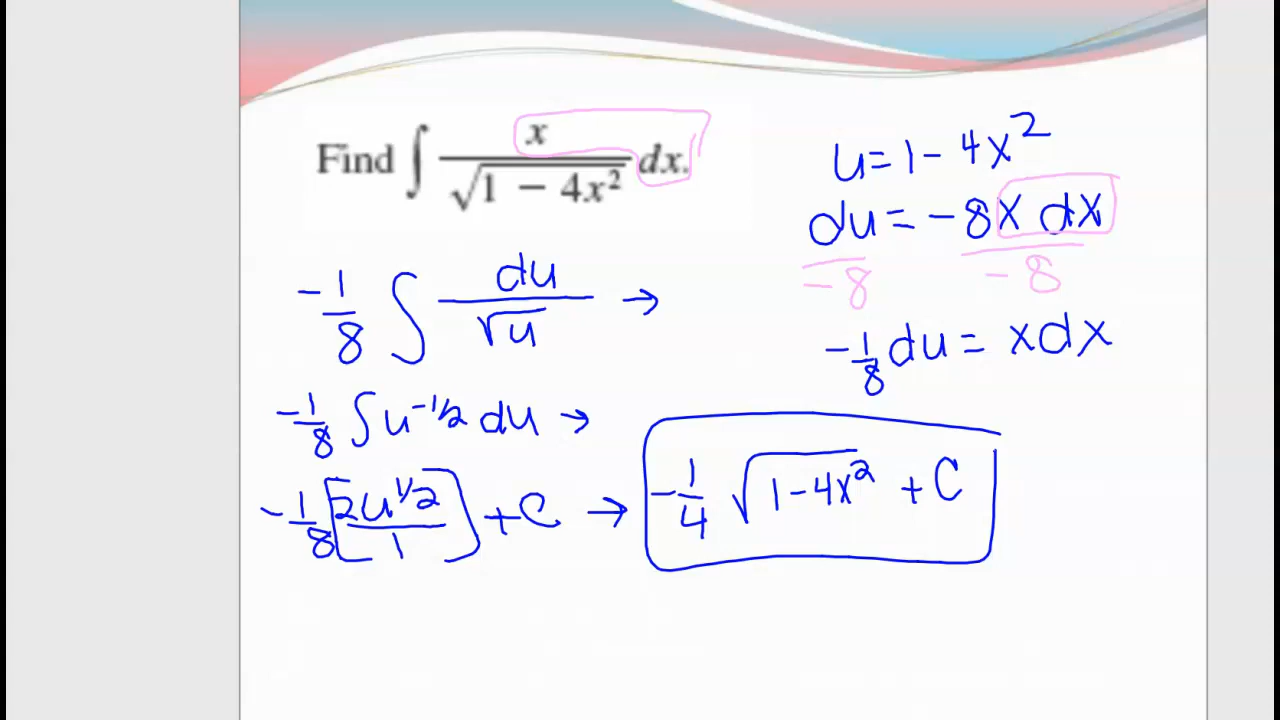 Find ∫ x/√(1 − 4x²) dx.
u = 1 - 4x²
du = -8x dx
-8 -8
-1/8 du = x dx
-1/8 ∫ du/√u →
-1/8 ∫ u^(-1/2) du →
-1/8 [2u^(1/2)/1] + C → -1/4 √(1-4x²) + C